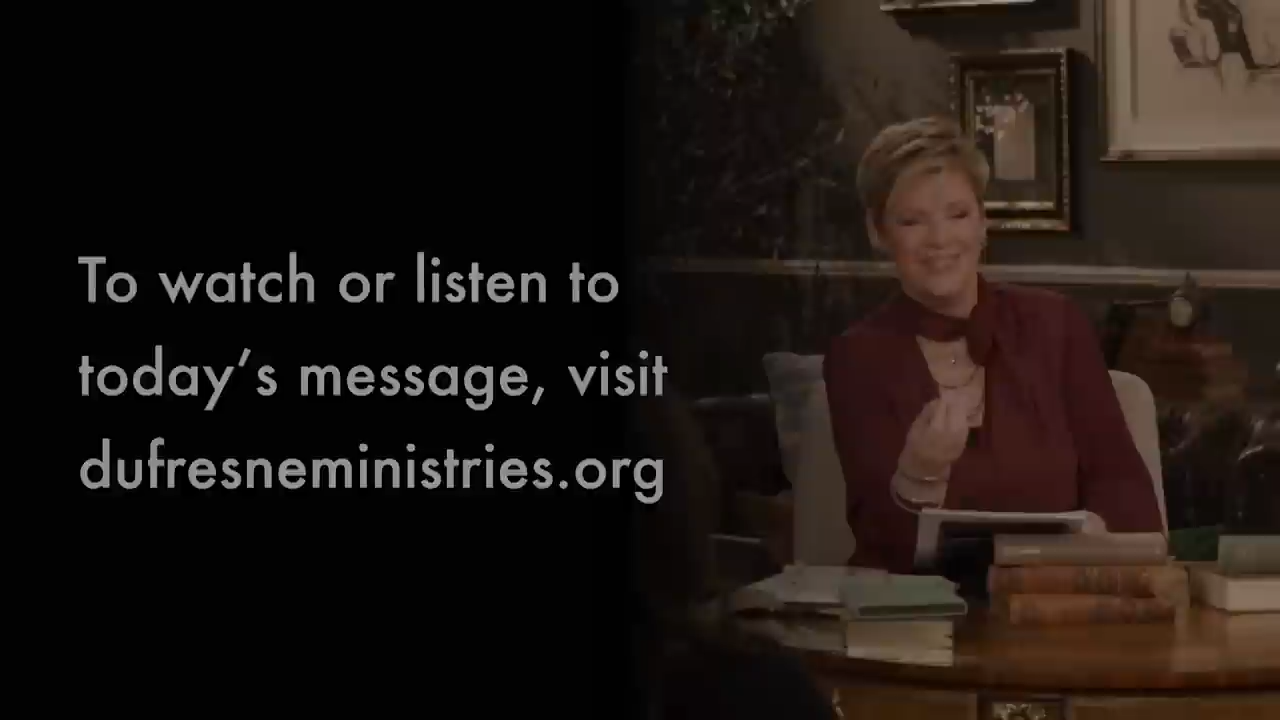 To watch or listen to
today’s message, visit
dufresneministries.org